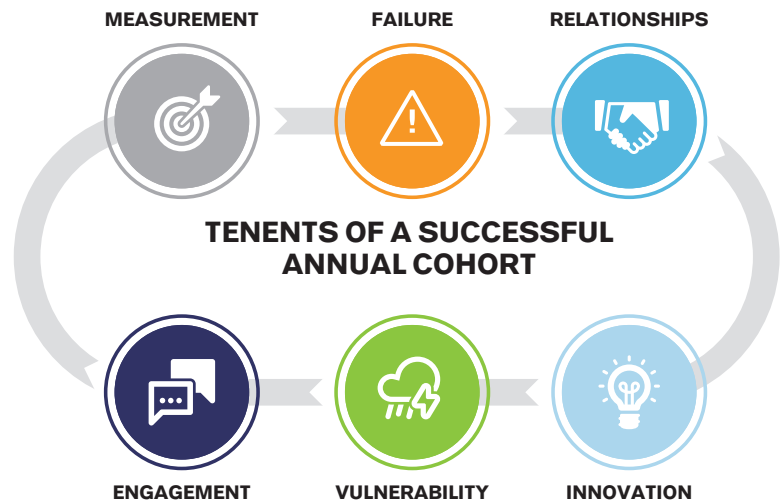 MEASUREMENT
FAILURE
RELATIONSHIPS
TENENTS OF A SUCCESSFUL
ANNUAL COHORT
ENGAGEMENT
VULNERABILITY
INNOVATION